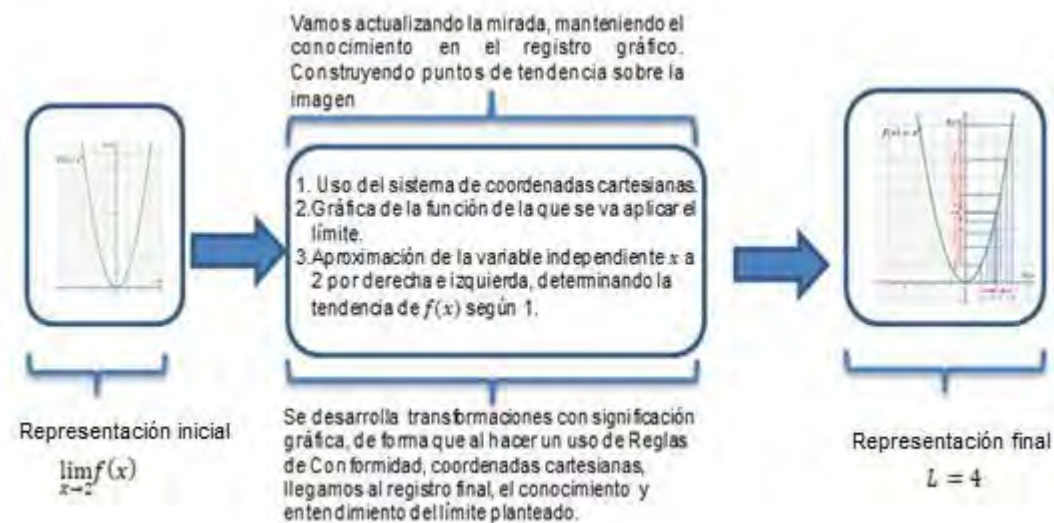 Vamos actualizando la mirada, manteniendo el
conocimiento en el registro gráfico.
Construyendo puntos de tendencia sobre la
imagen
1. Uso del sistema de coordenadas cartesianas.
2.Gráfica de la función de la que se va aplicar el
límite.
3.Aproximación de la variable independiente x a
2 por derecha e izquierda, determinando la
tendencia de f(x) según 1.
Se desarrolla transformaciones con significación
gráfica, de forma que al hacer un uso de Reglas
de Conformidad, coordenadas cartesianas,
llegamos al registro final, el conocimiento y
entendimiento del límite planteado.
Representación inicial
lim f(x)
x→2
Representación final
L = 4